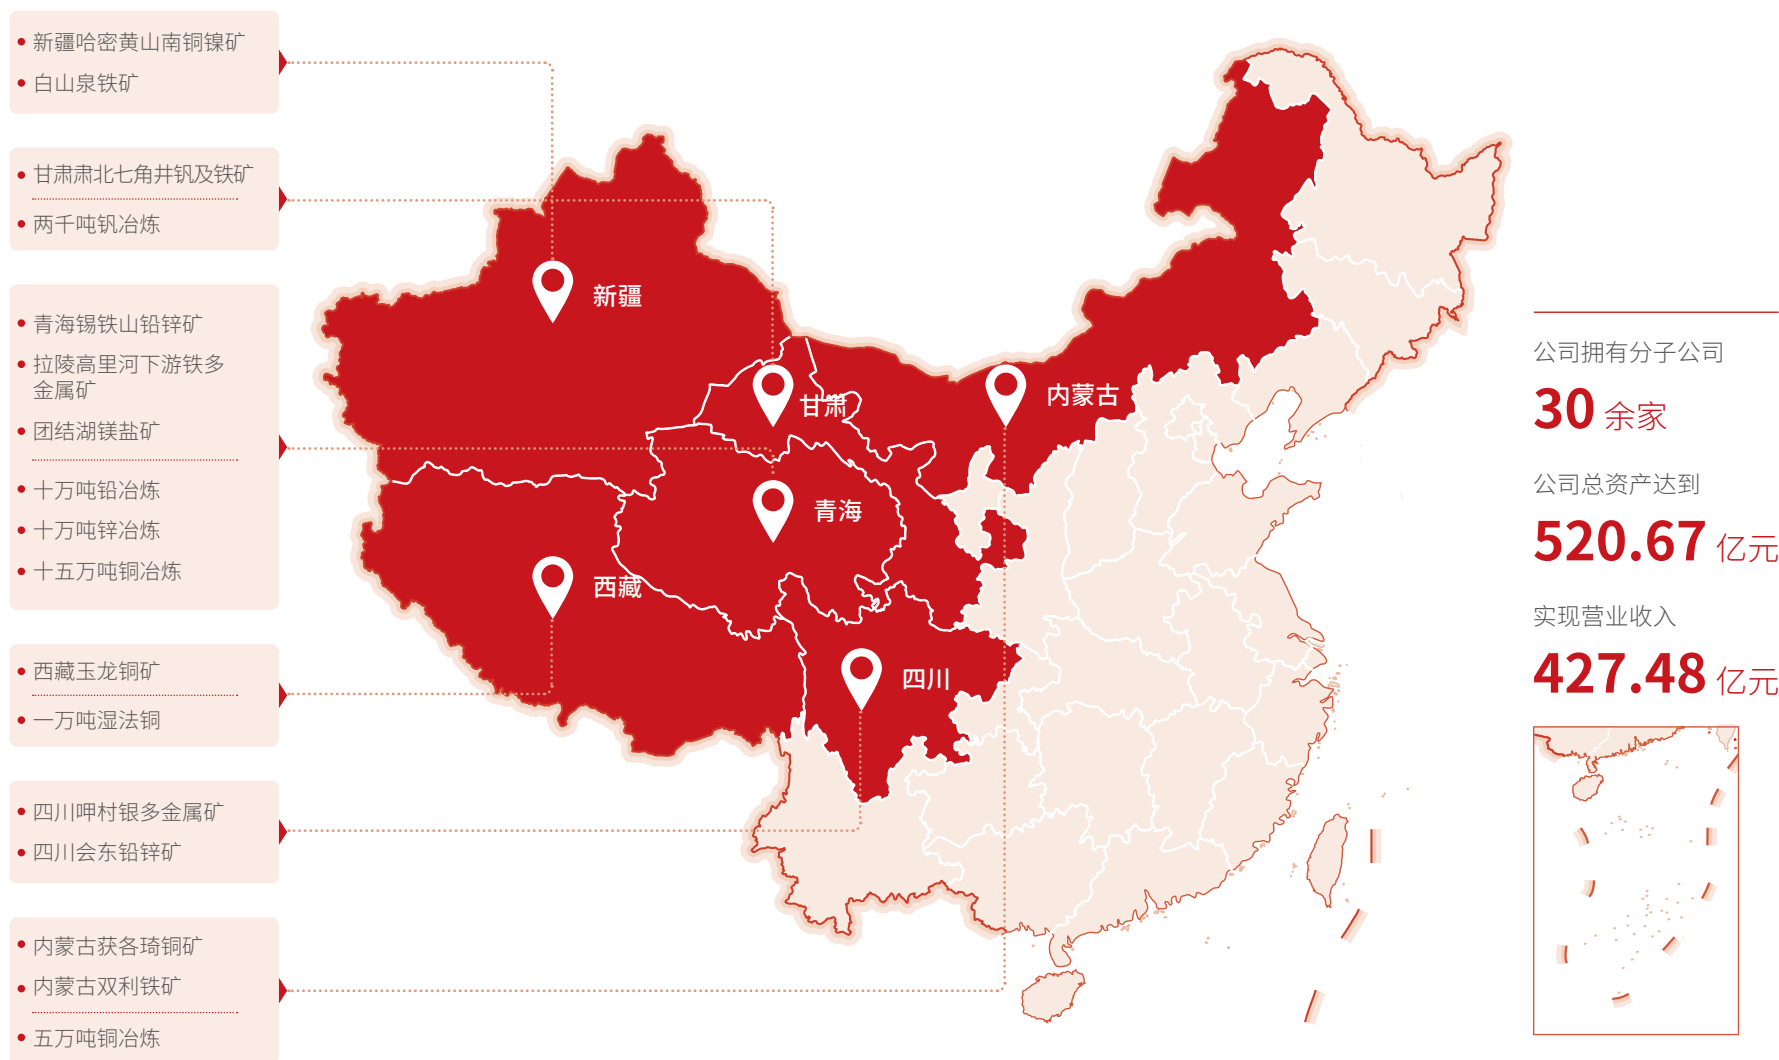 新疆哈密黄山南铜镍矿
白山泉铁矿
甘肃肃北七角井钒及铁矿
两千吨钒冶炼
青海锡铁山铅锌矿
拉陵高里河下游铁多
金属矿
团结湖镁盐矿
十万吨铅冶炼
十万吨锌冶炼
十五万吨铜冶炼
西藏玉龙铜矿
一万吨湿法铜
四川呷村银多金属矿
四川会东铅锌矿
内蒙古获各琦铜矿
内蒙古双利铁矿
五万吨铜冶炼
新疆
甘肃
内蒙古
青海
西藏
四川
公司拥有分子公司
30 余家
公司总资产达到
520.67 亿元
实现营业收入
427.48 亿元